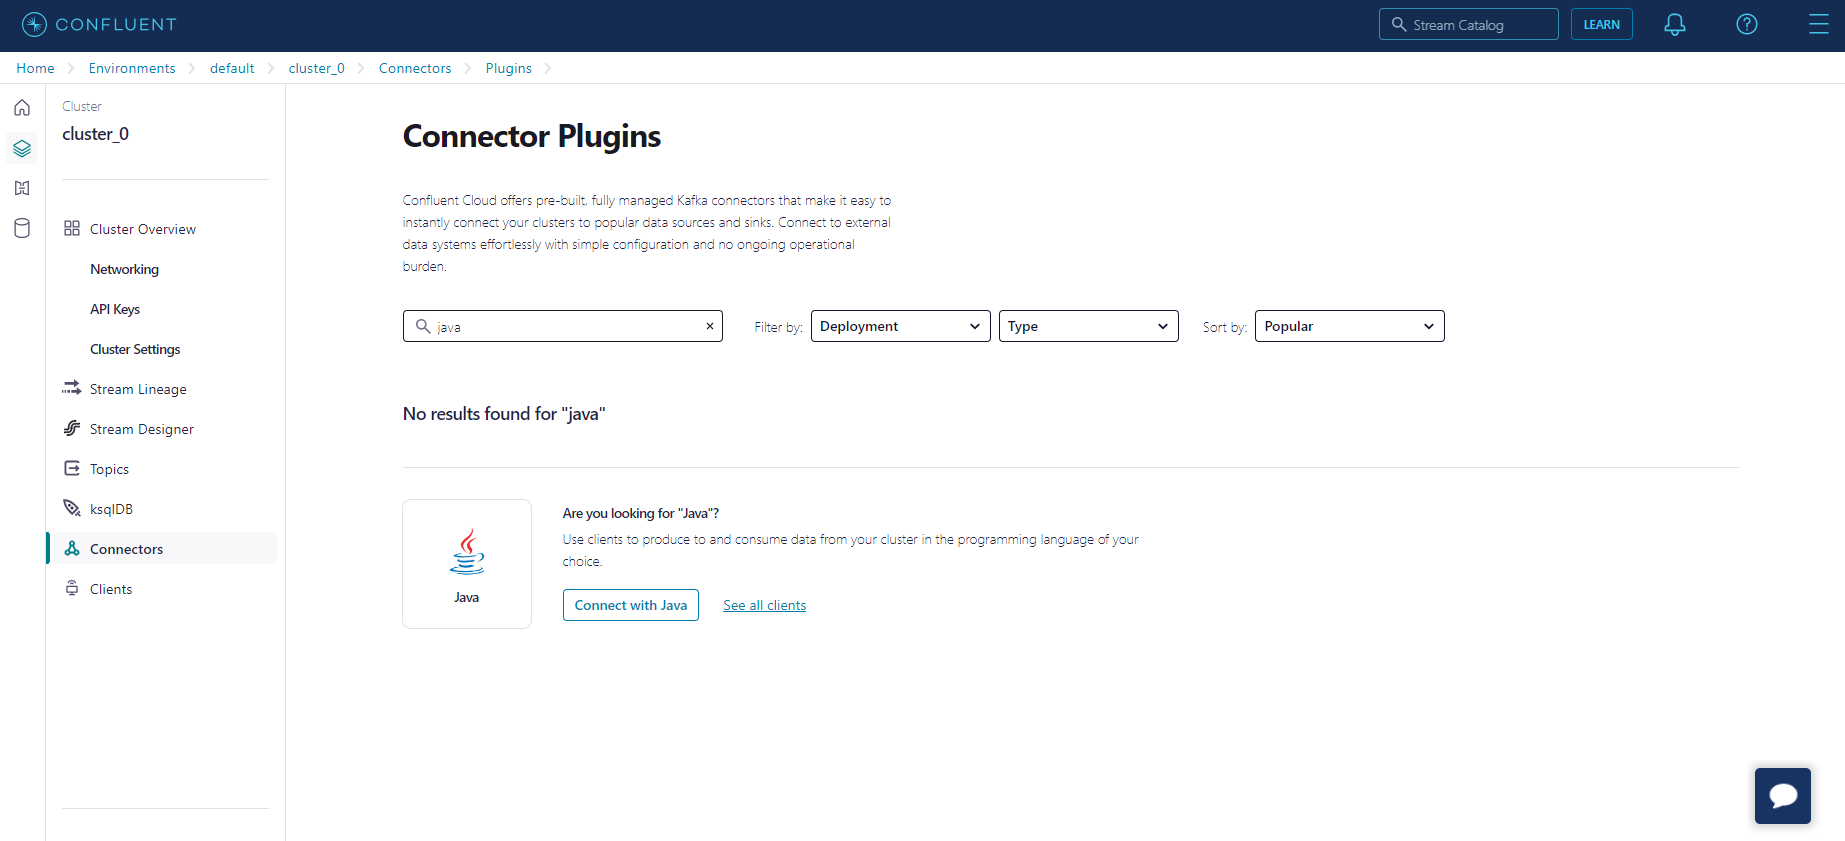 CONFLUENT
Stream Catalog
LEARN
Home
Environments
default
cluster_0
Connectors
Plugins
Cluster
cluster_0
Cluster Overview
Networking
API Keys
Cluster Settings
Stream Lineage
Stream Designer
Topics
ksqlDB
Connectors
Clients
Connector Plugins
Confluent Cloud offers pre-built, fully managed Kafka connectors that make it easy to
instantly connect your clusters to popular data sources and sinks. Connect to external
data systems effortlessly with simple configuration and no ongoing operational
burden.
java
Filter by:
Deployment
Type
Sort by:
Popular
No results found for "java"
Java
Are you looking for "Java"?
Use clients to produce to and consume data from your cluster in the programming language of your
choice.
Connect with Java
See all clients